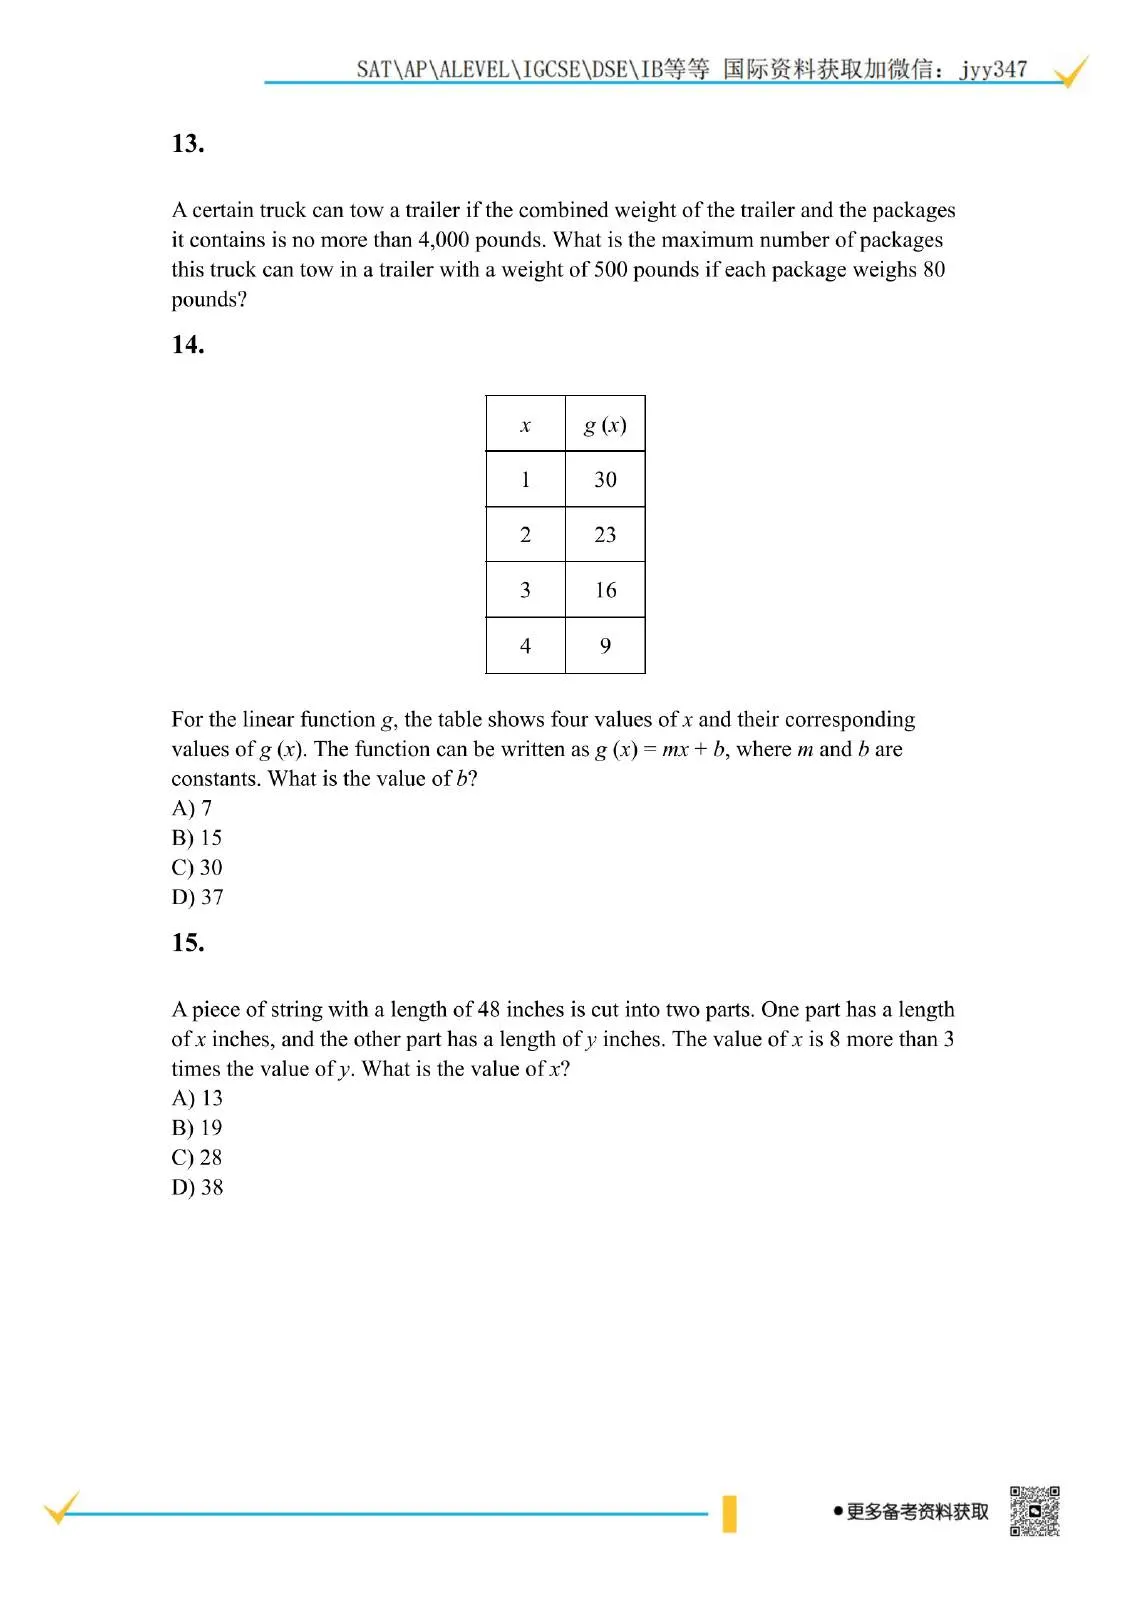 SAT\AP\ALEVEL\IGCSE\DSE\IB等等 国际资料获取加微信：jyy347
13.
A certain truck can tow a trailer if the combined weight of the trailer and the packages
it contains is no more than 4,000 pounds. What is the maximum number of packages
this truck can tow in a trailer with a weight of 500 pounds if each package weighs 80
pounds?
14.
x g (x)
1 30
2 23
3 16
4 9
For the linear function g, the table shows four values of x and their corresponding
values of g (x). The function can be written as g (x) = mx + b, where m and b are
constants. What is the value of b?
A) 7
B) 15
C) 30
D) 37
15.
A piece of string with a length of 48 inches is cut into two parts. One part has a length
of x inches, and the other part has a length of y inches. The value of x is 8 more than 3
times the value of y. What is the value of x?
A) 13
B) 19
C) 28
D) 38
●更多备考资料获取